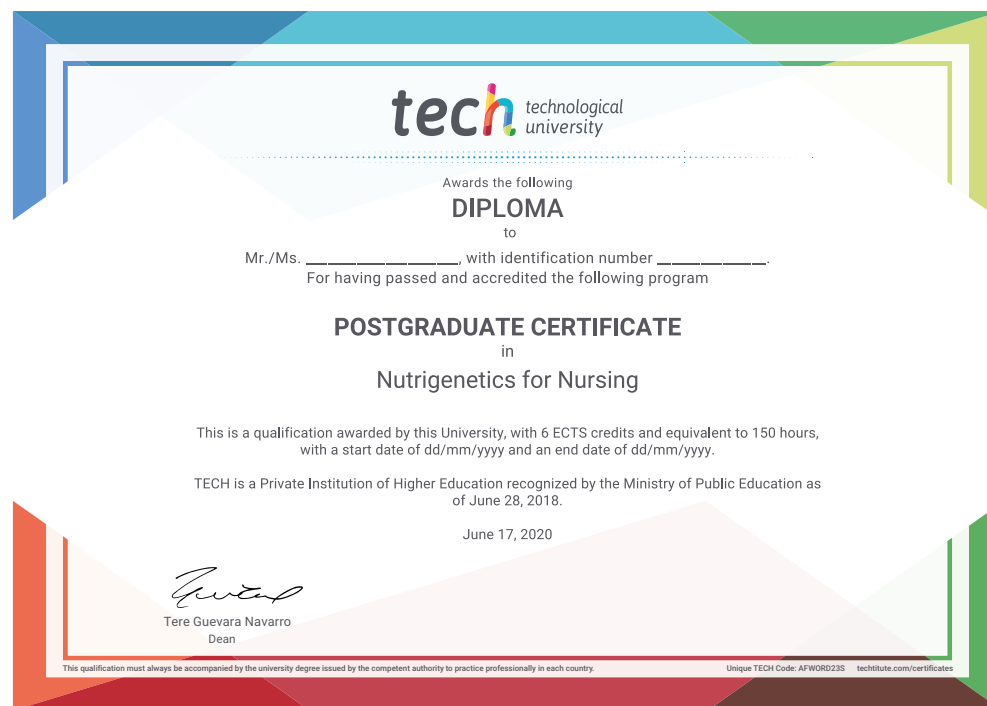 tech technological
university
Awards the following
DIPLOMA
to
Mr./Ms. ____________________, with identification number ______________.
For having passed and accredited the following program
POSTGRADUATE CERTIFICATE
in
Nutrigenetics for Nursing
This is a qualification awarded by this University, with 6 ECTS credits and equivalent to 150 hours,
with a start date of dd/mm/yyyy and an end date of dd/mm/yyyy.
TECH is a Private Institution of Higher Education recognized by the Ministry of Public Education as
of June 28, 2018.
June 17, 2020
Tere Guevara Navarro
Dean
This qualification must always be accompanied by the university degree issued by the competent authority to practice professionally in each country. Unique TECH Code: AFWORD23S techtitute.com/certificates